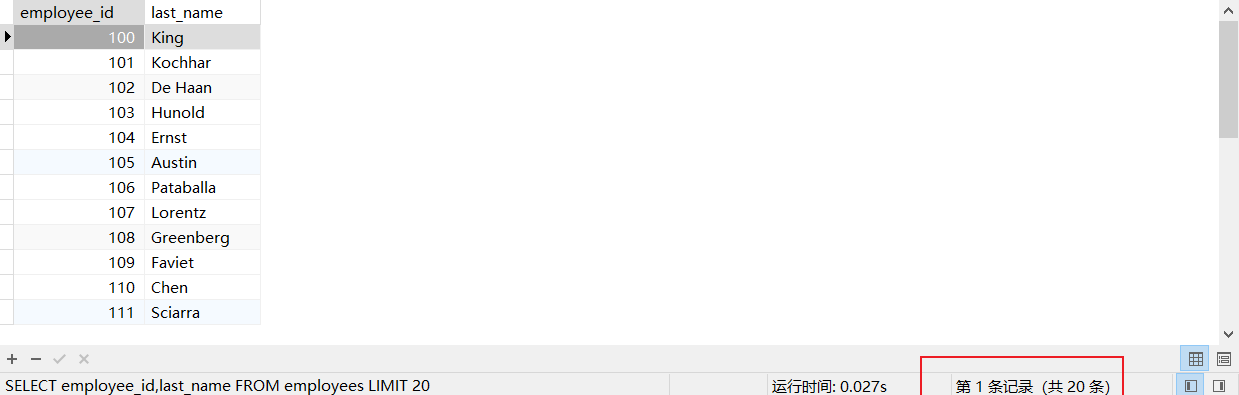 employee_id last_name
100 King
101 Kochhar
102 De Haan
103 Hunold
104 Ernst
105 Austin
106 Pataballa
107 Lorentz
108 Greenberg
109 Faviet
110 Chen
111 Sciarra
SELECT employee_id,last_name FROM employees LIMIT 20 运行时间: 0.027s 第 1 条记录（共 20 条）